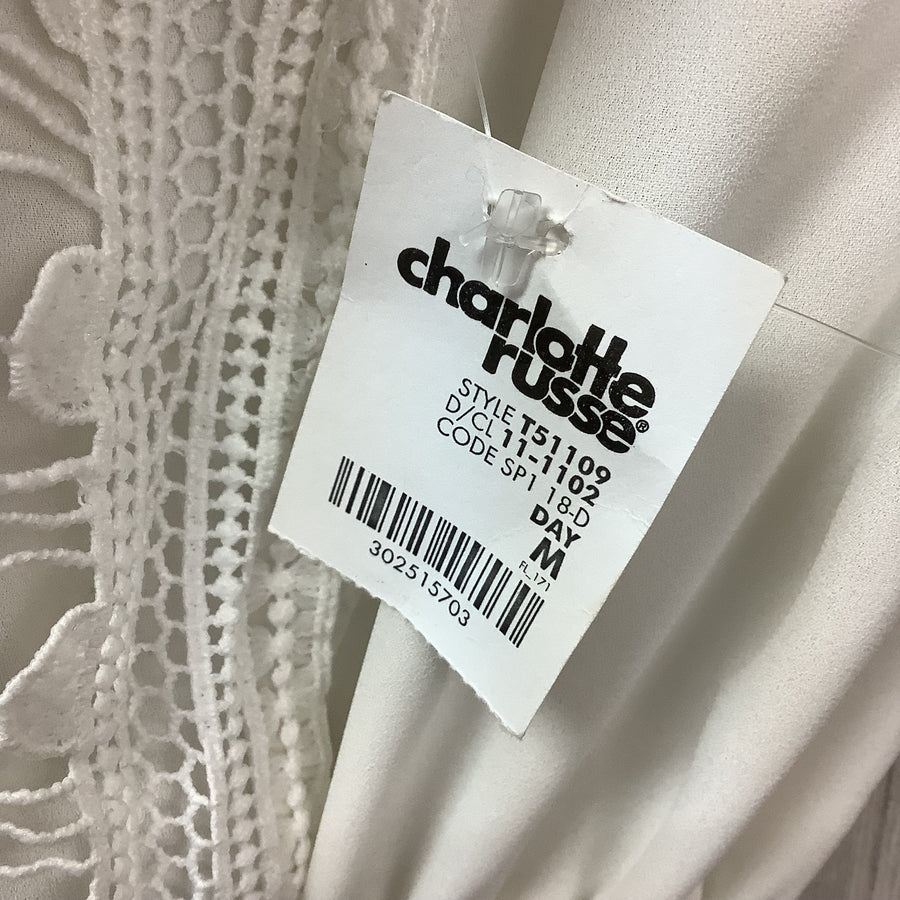 charlotte
russe®
STYLE T51109
D/CL 11-1102
CODE SP1 18-D
DAY
M
FL_171
302515703